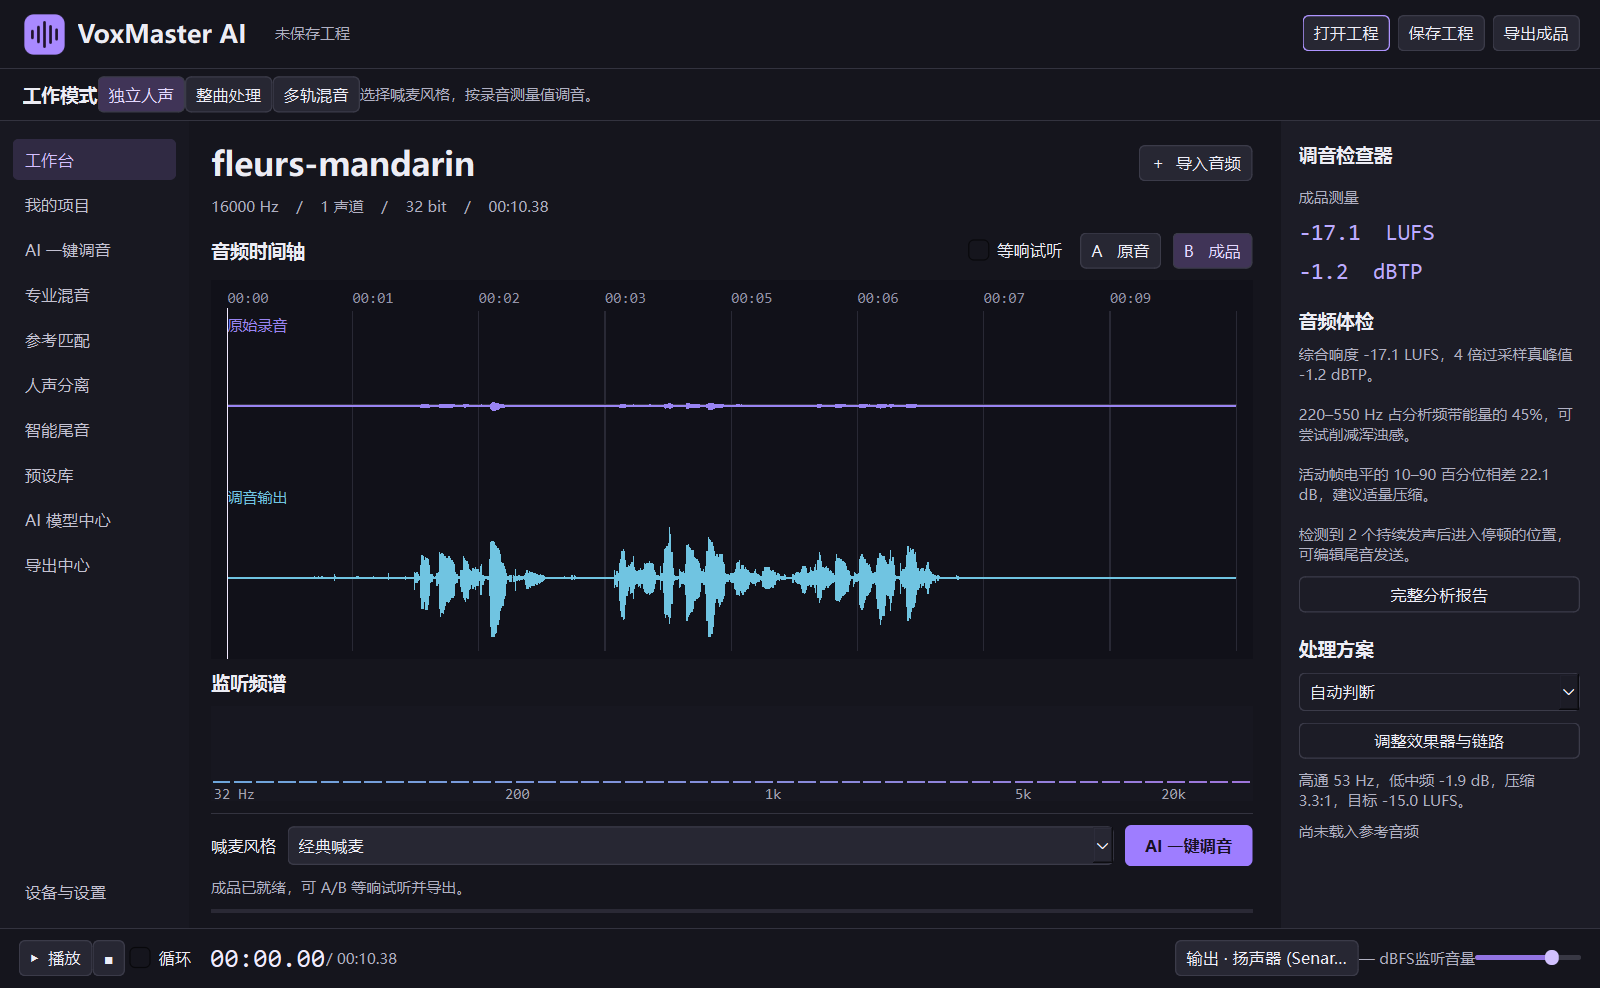 VoxMaster AI 未保存工程 打开工程 保存工程 导出成品
工作模式 独立人声 整曲处理 多轨混音 选择喊麦风格，按录音测量值调音。
工作台
我的项目
AI 一键调音
专业混音
参考匹配
人声分离
智能尾音
预设库
AI 模型中心
导出中心
设备与设置
fleurs-mandarin
+ 导入音频
16000 Hz / 1 声道 / 32 bit / 00:10.38
音频时间轴
等响试听 A 原音 B 成品
00:00 00:01 00:02 00:03 00:05 00:06 00:07 00:09
原始录音
调音输出
监听频谱
32 Hz 200 1k 5k 20k
喊麦风格 经典喊麦 AI 一键调音
成品已就绪，可 A/B 等响试听并导出。
调音检查器
成品测量
-17.1 LUFS
-1.2 dBTP
音频体检
综合响度 -17.1 LUFS，4 倍过采样真峰值
-1.2 dBTP。
220–550 Hz 占分析频带能量的 45%，可
尝试削减浑浊感。
活动帧电平的 10–90 百分位相差 22.1
dB，建议适量压缩。
检测到 2 个持续发声后进入停顿的位置，
可编辑尾音发送。
完整分析报告
处理方案
自动判断
调整效果器与链路
高通 53 Hz，低中频 -1.9 dB，压缩
3.3:1，目标 -15.0 LUFS。
尚未载入参考音频
播放 循环 00:00.00 / 00:10.38
输出 · 扬声器 (Senar... — dBFS 监听音量